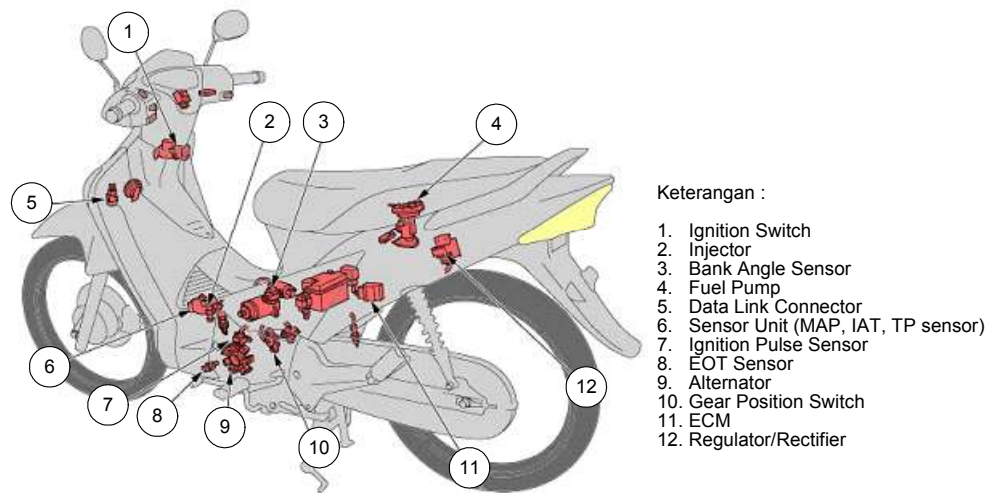 1
2
3
4
5
6
7
8
9
10
11
12
Keterangan :
1. Ignition Switch
2. Injector
3. Bank Angle Sensor
4. Fuel Pump
5. Data Link Connector
6. Sensor Unit (MAP, IAT, TP sensor)
7. Ignition Pulse Sensor
8. EOT Sensor
9. Alternator
10. Gear Position Switch
11. ECM
12. Regulator/Rectifier